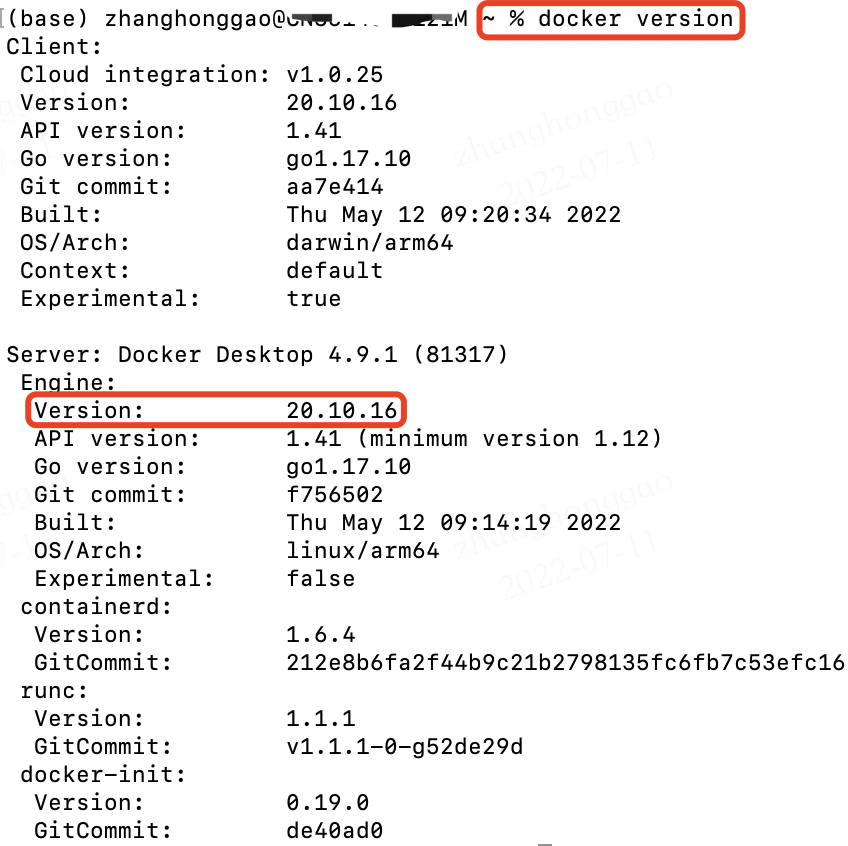 (base) zhanghonggao@ ~ % docker version
Client:
Cloud integration: v1.0.25
Version: 20.10.16
API version: 1.41
Go version: go1.17.10
Git commit: aa7e414
Built: Thu May 12 09:20:34 2022
OS/Arch: darwin/arm64
Context: default
Experimental: true
Server: Docker Desktop 4.9.1 (81317)
Engine:
Version: 20.10.16
API version: 1.41 (minimum version 1.12)
Go version: go1.17.10
Git commit: f756502
Built: Thu May 12 09:14:19 2022
OS/Arch: linux/arm64
Experimental: false
containerd:
Version: 1.6.4
GitCommit: 212e8b6fa2f44b9c21b2798135fc6fb7c53efc16
runc:
Version: 1.1.1
GitCommit: v1.1.1-0-g52de29d
docker-init:
Version: 0.19.0
GitCommit: de40ad0
zhanghonggao
2022-07-11
zhanghonggao
2022-07-11